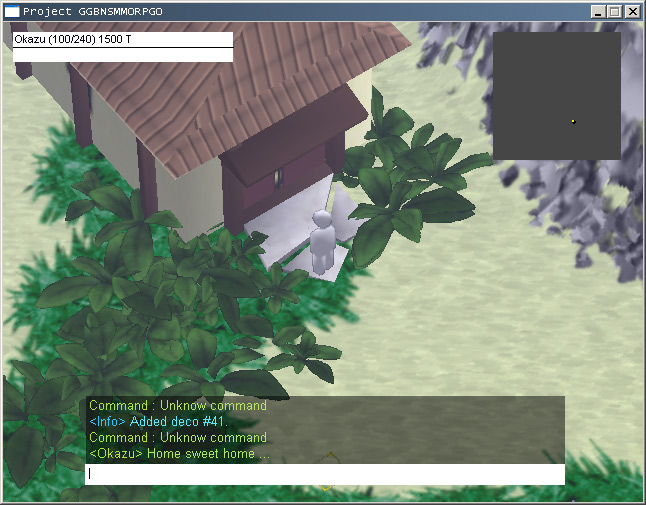 Project GGBNSMMORPGO
Okazu (100/240) 1500 T
Command : Unknow command
<Info> Added deco #41.
Command : Unknow command
<Okazu> Home sweet home ...